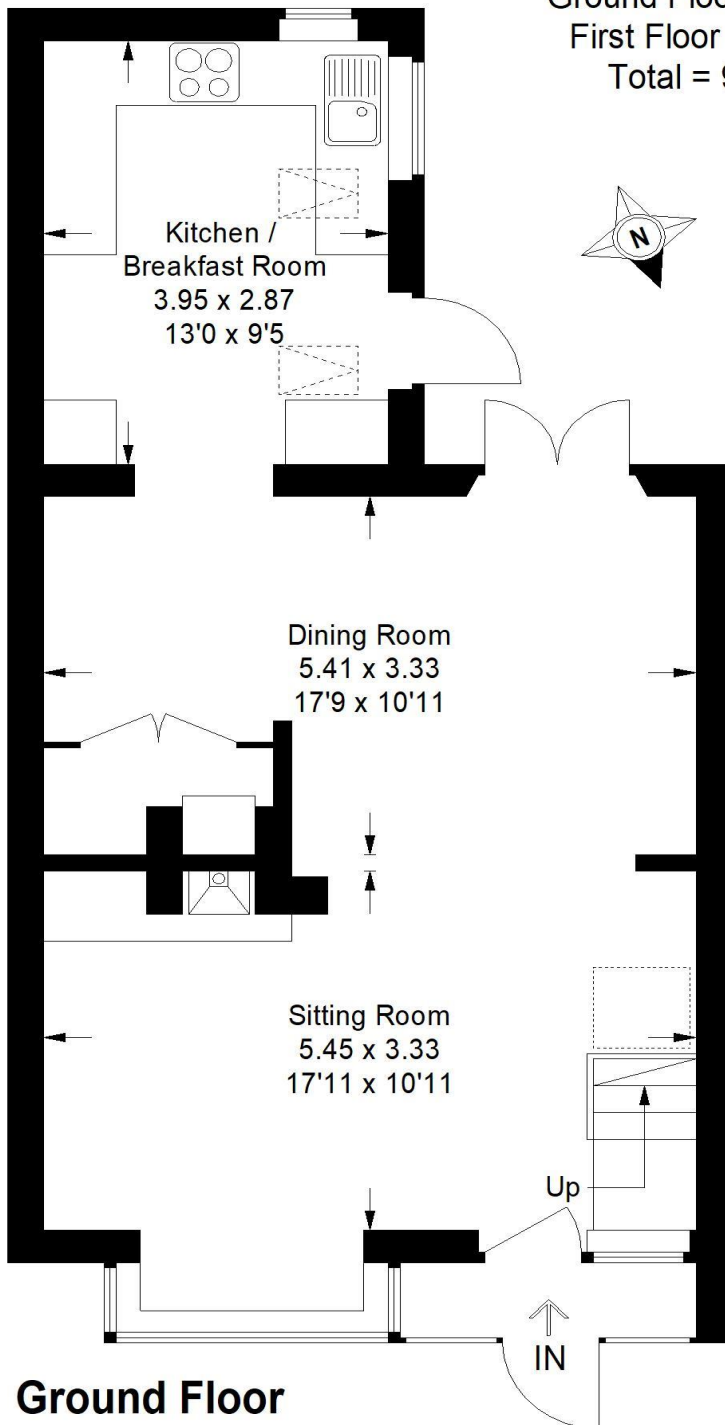 Ground Floo
First Floor
Total = 9
N
Kitchen /
Breakfast Room
3.95 x 2.87
13'0 x 9'5
Dining Room
5.41 x 3.33
17'9 x 10'11
Sitting Room
5.45 x 3.33
17'11 x 10'11
Up
IN
Ground Floor